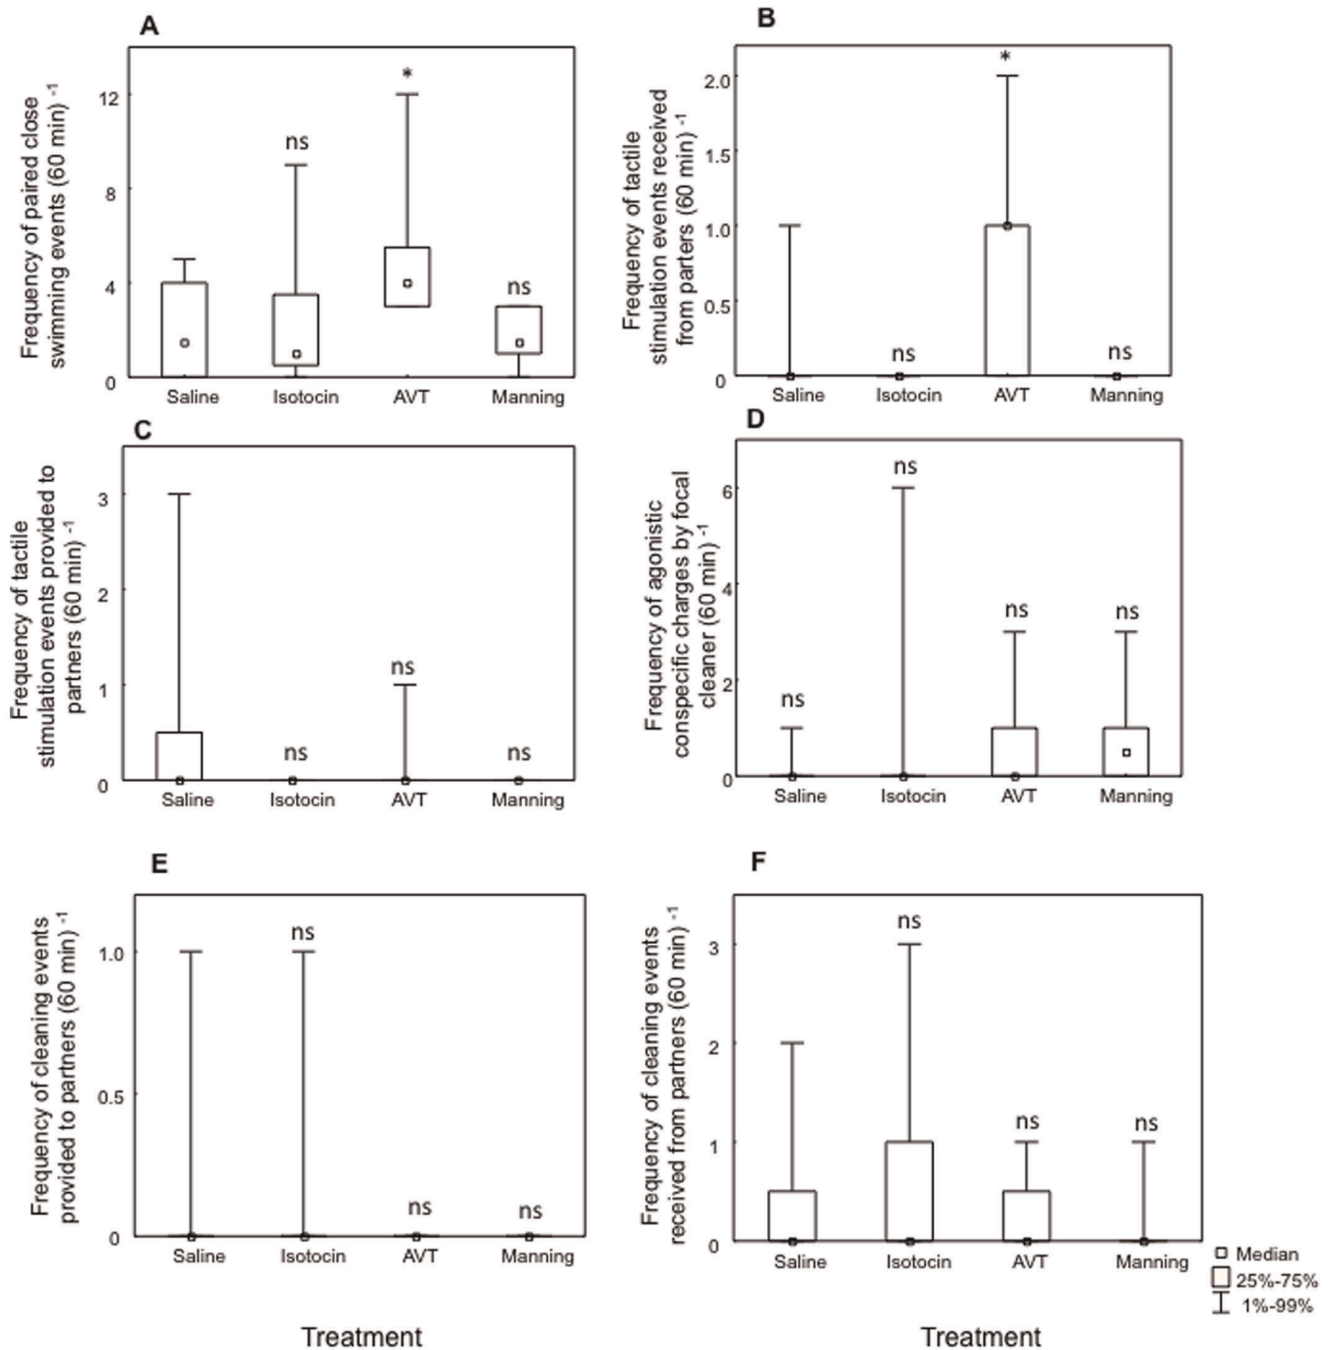 A
Frequency of paired close
swimming events (60 min) -1
12
8
4
0
ns
*
ns
Saline Isotocin AVT Manning
B
Frequency of tactile
stimulation events received
from parters (60 min) -1
2.0
1.5
1.0
0.5
0
ns
*
ns
Saline Isotocin AVT Manning
C
Frequency of tactile
stimulation events provided to
partners (60 min) -1
3
2
1
0
ns
ns
ns
Saline Isotocin AVT Manning
D
Frequency of agonistic
conspecific charges by focal
cleaner (60 min) -1
6
4
2
0
ns
ns
ns
ns
Saline Isotocin AVT Manning
E
Frequency of cleaning events
provided to partners (60 min) -1
1.0
0.5
0
ns
ns
ns
Saline Isotocin AVT Manning
Treatment
F
Frequency of cleaning events
received from partners (60 min) -1
3
2
1
0
ns
ns
ns
Saline Isotocin AVT Manning
Treatment
Median
25%-75%
1%-99%